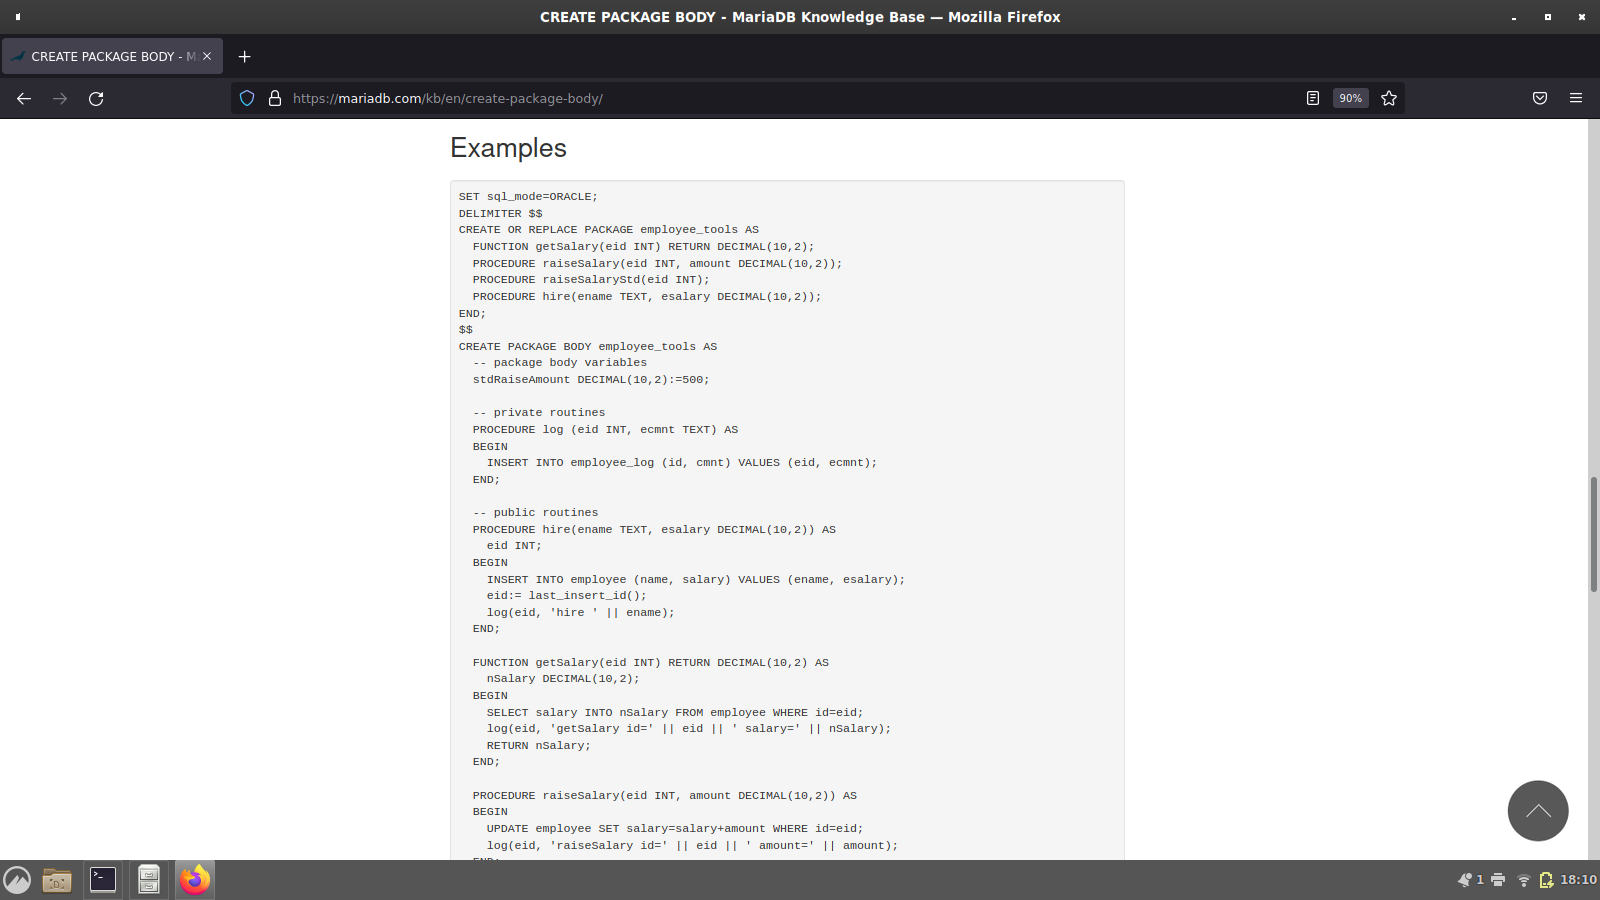 CREATE PACKAGE BODY - MariaDB Knowledge Base — Mozilla Firefox
CREATE PACKAGE BODY - M
https://mariadb.com/kb/en/create-package-body/
90%
Examples
SET sql_mode=ORACLE;
DELIMITER $$
CREATE OR REPLACE PACKAGE employee_tools AS
  FUNCTION getSalary(eid INT) RETURN DECIMAL(10,2);
  PROCEDURE raiseSalary(eid INT, amount DECIMAL(10,2));
  PROCEDURE raiseSalaryStd(eid INT);
  PROCEDURE hire(ename TEXT, esalary DECIMAL(10,2));
END;
$$
CREATE PACKAGE BODY employee_tools AS
  -- package body variables
  stdRaiseAmount DECIMAL(10,2):=500;
  -- private routines
  PROCEDURE log (eid INT, ecmnt TEXT) AS
  BEGIN
    INSERT INTO employee_log (id, cmnt) VALUES (eid, ecmnt);
  END;
  -- public routines
  PROCEDURE hire(ename TEXT, esalary DECIMAL(10,2)) AS
    eid INT;
  BEGIN
    INSERT INTO employee (name, salary) VALUES (ename, esalary);
    eid:= last_insert_id();
    log(eid, 'hire ' || ename);
  END;
  FUNCTION getSalary(eid INT) RETURN DECIMAL(10,2) AS
    nSalary DECIMAL(10,2);
  BEGIN
    SELECT salary INTO nSalary FROM employee WHERE id=eid;
    log(eid, 'getSalary id=' || eid || ' salary=' || nSalary);
    RETURN nSalary;
  END;
  PROCEDURE raiseSalary(eid INT, amount DECIMAL(10,2)) AS
  BEGIN
    UPDATE employee SET salary=salary+amount WHERE id=eid;
    log(eid, 'raiseSalary id=' || eid || ' amount=' || amount);
  END;
1
18:10